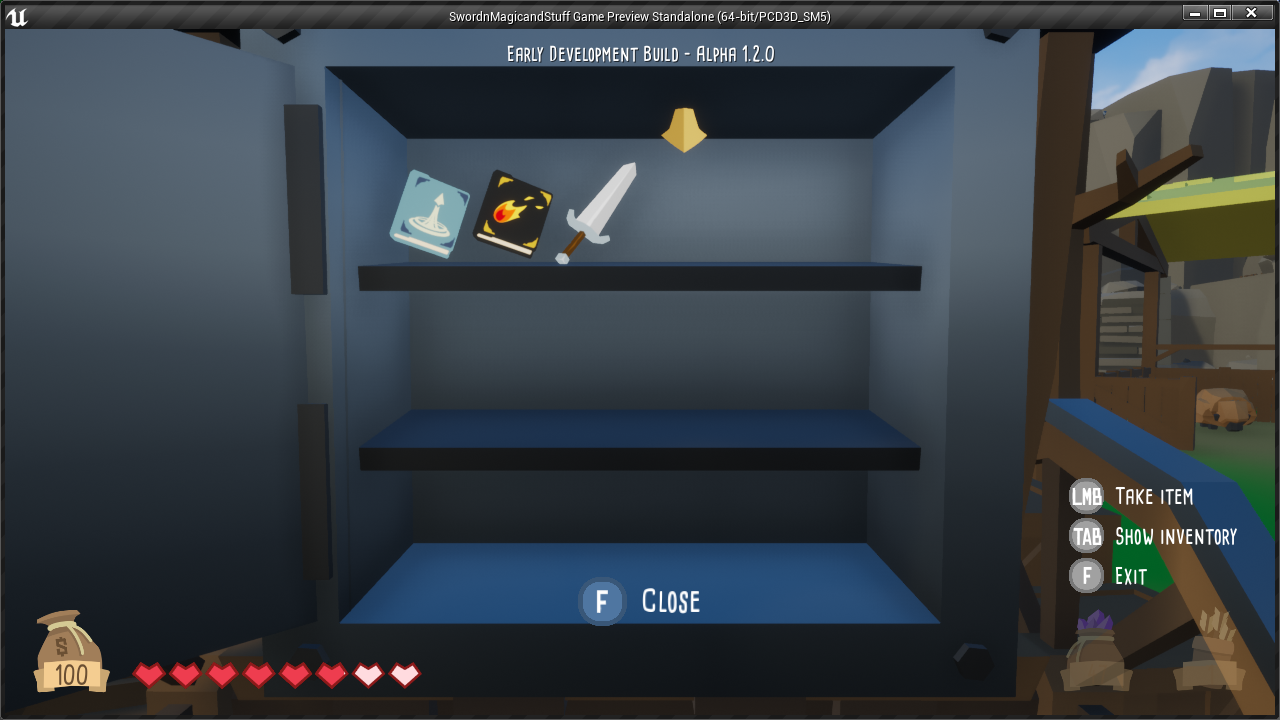 SwordnMagicandStuff Game Preview Standalone (64-bit/PCD3D_SM5)
Early Development Build - Alpha 1.2.0
LMB Take item
TAB Show inventory
F Exit
F Close
$
100